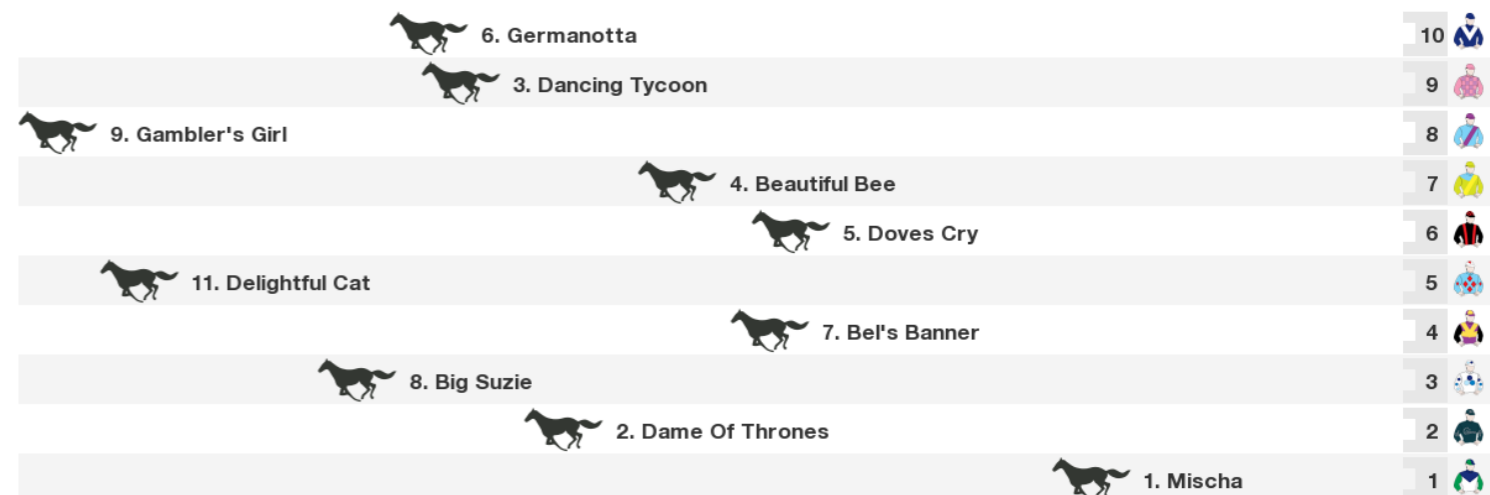 6. Germanotta 10
3. Dancing Tycoon 9
9. Gambler's Girl 8
4. Beautiful Bee 7
5. Doves Cry 6
11. Delightful Cat 5
7. Bel's Banner 4
8. Big Suzie 3
2. Dame Of Thrones 2
1. Mischa 1